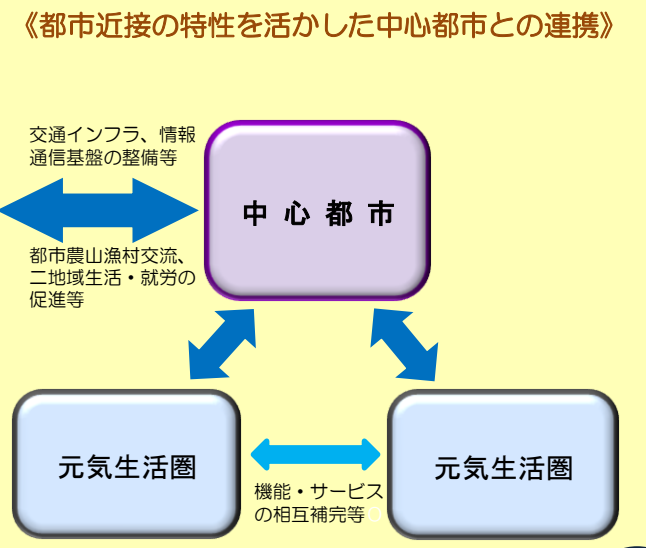 《都市近接の特性を活かした中心都市との連携》
交通インフラ、情報
通信基盤の整備等
中心都市
都市農山漁村交流、
二地域生活・就労の
促進等
元気生活圏
元気生活圏
機能・サービス
の相互補完等